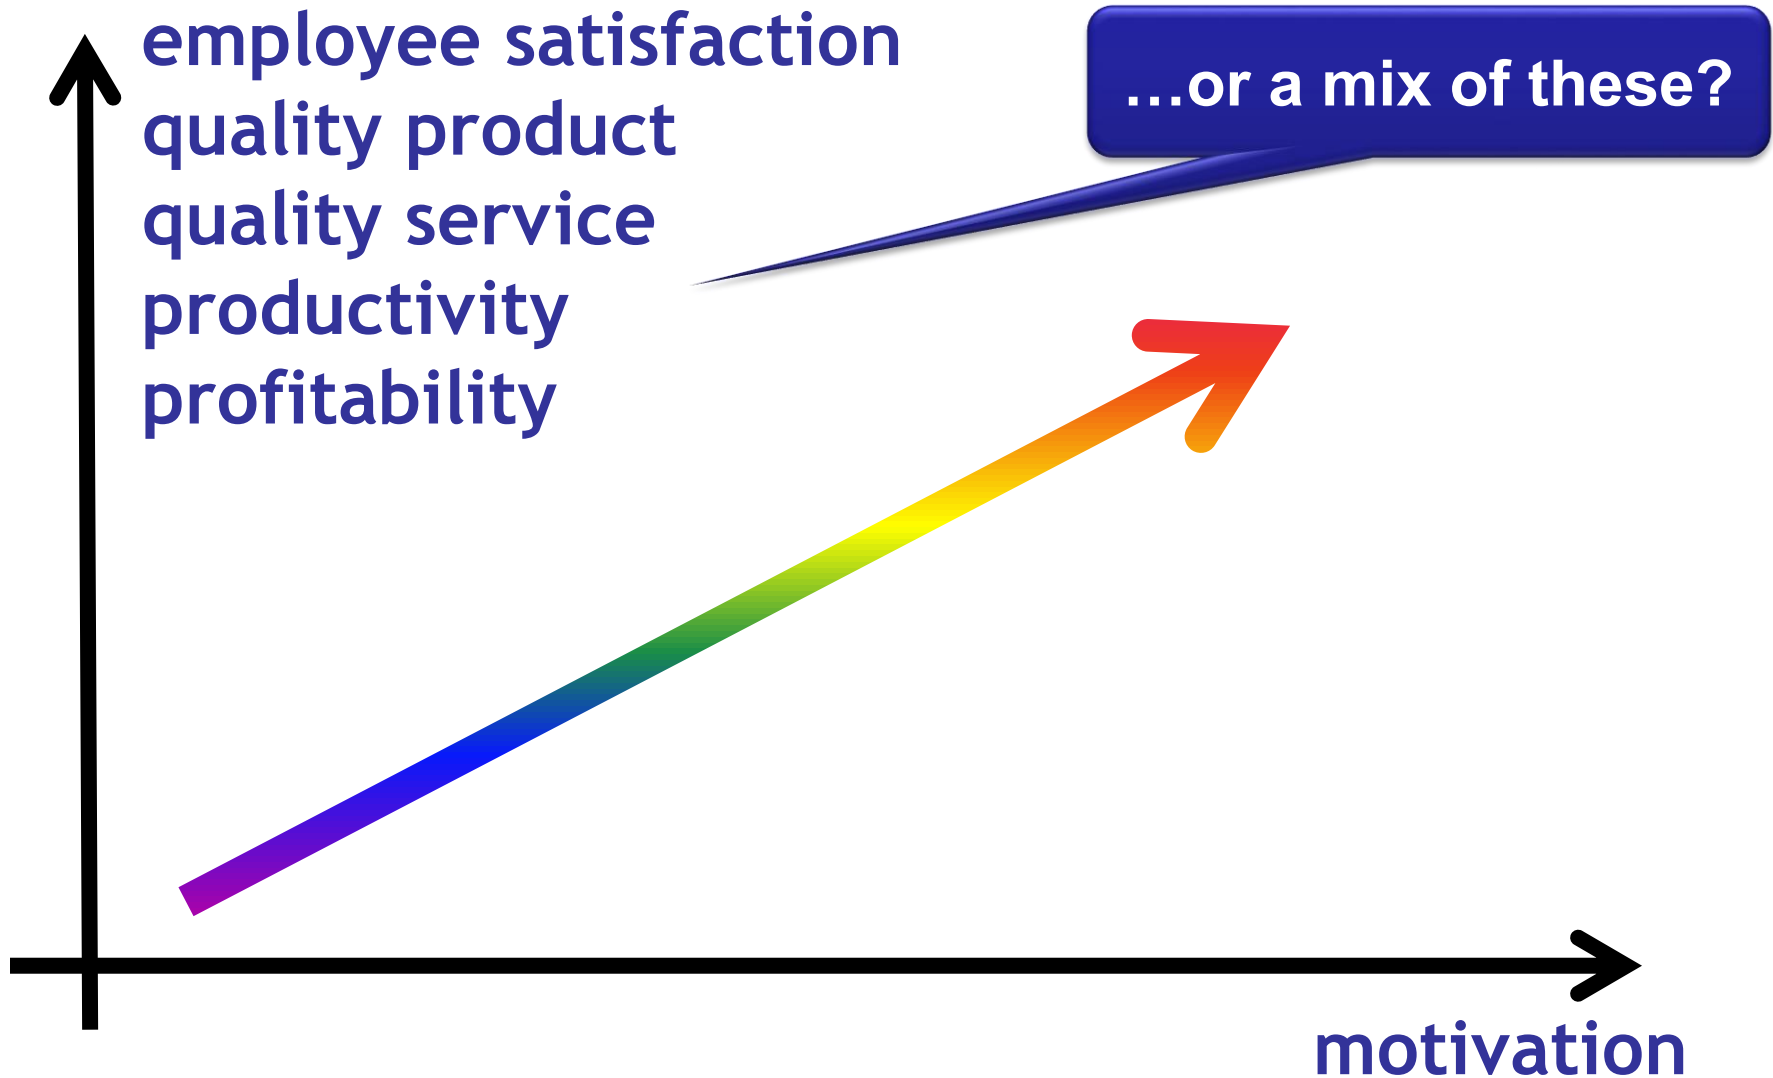 employee satisfaction
quality product
quality service
productivity
profitability
…or a mix of these?
motivation